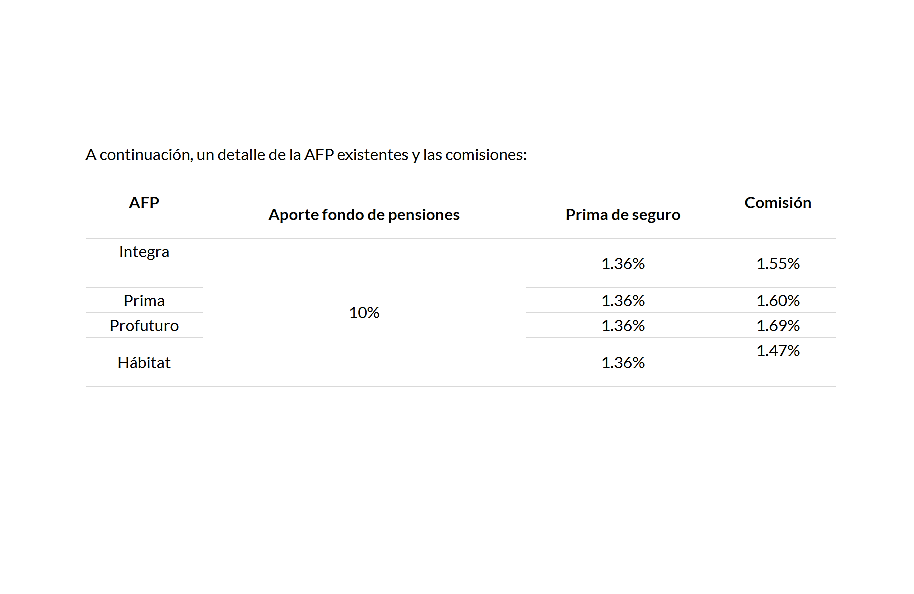 A continuación, un detalle de la AFP existentes y las comisiones:
AFP Aporte fondo de pensiones Prima de seguro Comisión
Integra 1.36% 1.55%
Prima 1.36% 1.60%
10%
Profuturo 1.36% 1.69%
Hábitat 1.36% 1.47%